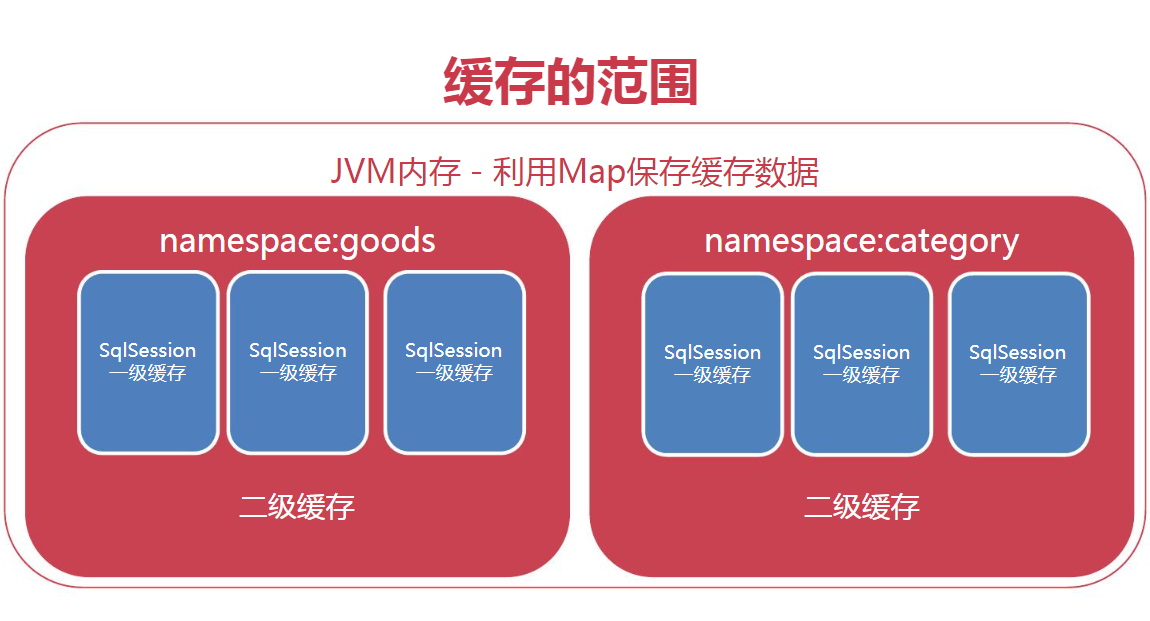 缓存的范围
JVM内存 - 利用Map保存缓存数据
namespace:goods
SqlSession
一级缓存
SqlSession
一级缓存
SqlSession
一级缓存
二级缓存
namespace:category
SqlSession
一级缓存
SqlSession
一级缓存
SqlSession
一级缓存
二级缓存